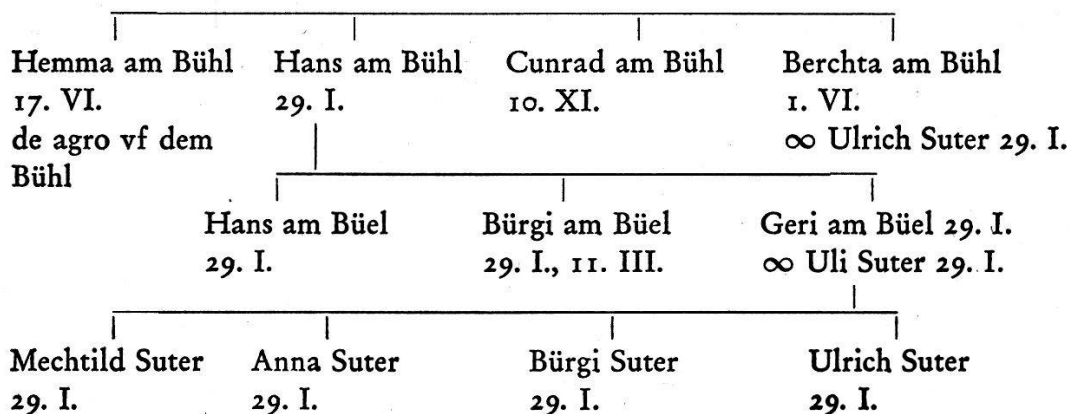 Hemma am Bühl Hans am Bühl Cunrad am Bühl Berchta am Bühl
17. VI. 29. I. 10. XI. 1. VI.
de agro vf dem ∞ Ulrich Suter 29. I.
Bühl
Hans am Büel Bürgi am Büel Geri am Büel 29. I.
29. I. 29. I., 11. III. ∞ Uli Suter 29. I.
Mechtild Suter Anna Suter Bürgi Suter Ulrich Suter
29. I. 29. I. 29. I. 29. I.